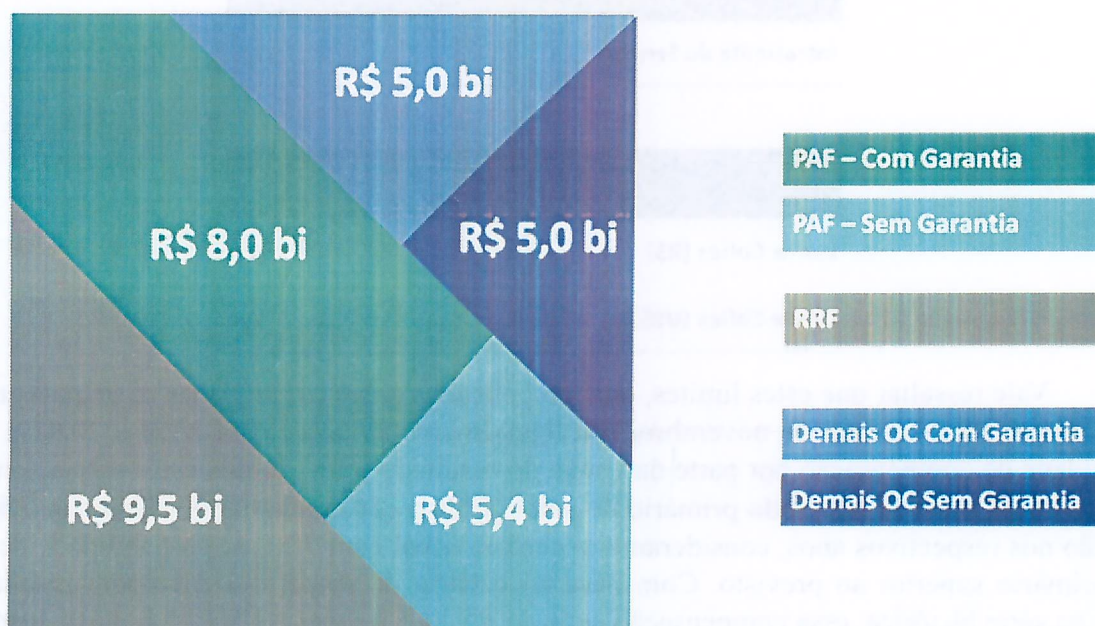 R$ 5,0 bi
R$ 5,0 bi
R$ 8,0 bi
R$ 9,5 bi
R$ 5,4 bi
PAF – Com Garantia
PAF – Sem Garantia
RRF
Demais OC Com Garantia
Demais OC Sem Garantia